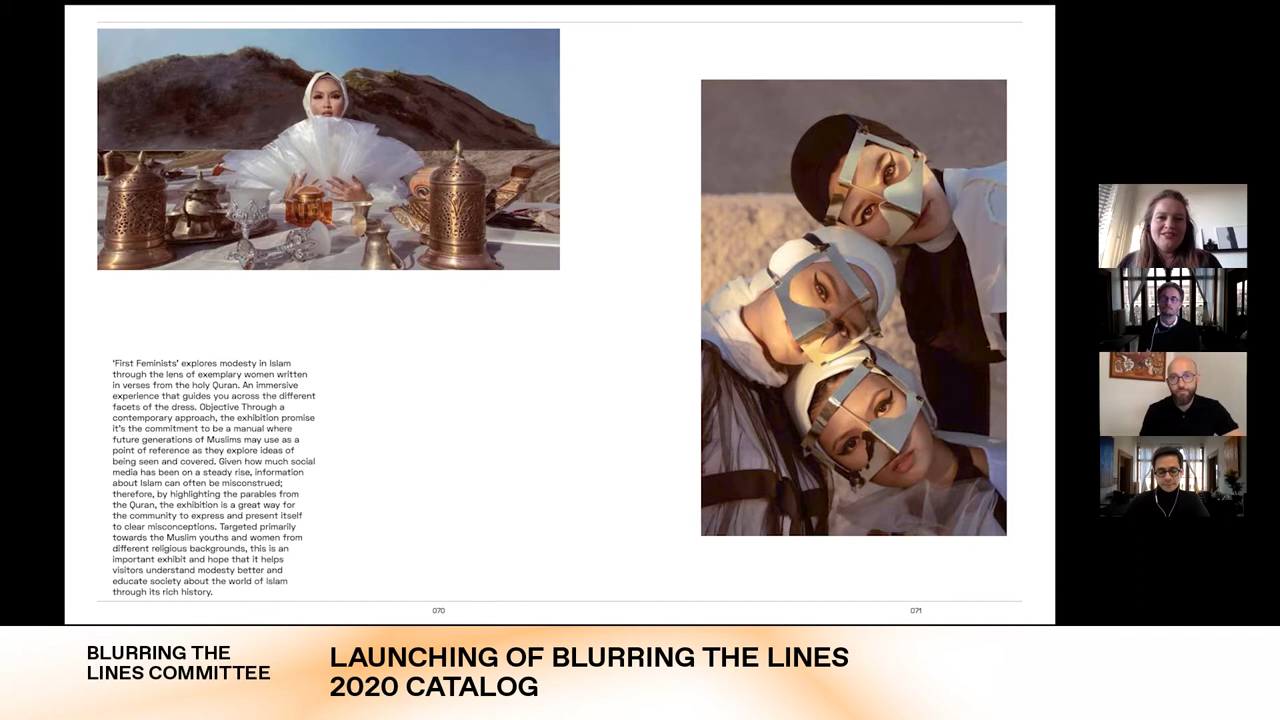 'First Feminists' explores modesty in Islam
through the lens of exemplary women written
in verses from the holy Quran. An immersive
experience that guides you across the different
facets of the dress. Objective Through a
contemporary approach, the exhibition promise
it's the commitment to be a manual where
future generations of Muslims may use as a
point of reference as they explore ideas of
being seen and covered. Given how much social
media has been on a steady rise, information
about Islam can often be misconstrued;
therefore, by highlighting the parables from
the Quran, the exhibition is a great way for
the community to express and present itself
to clear misconceptions. Targeted primarily
towards the Muslim youths and women from
different religious backgrounds, this is an
important exhibit and hope that it helps
visitors understand modesty better and
educate society about the world of Islam
through its rich history.
070
071
BLURRING THE
LINES COMMITTEE
LAUNCHING OF BLURRING THE LINES
2020 CATALOG